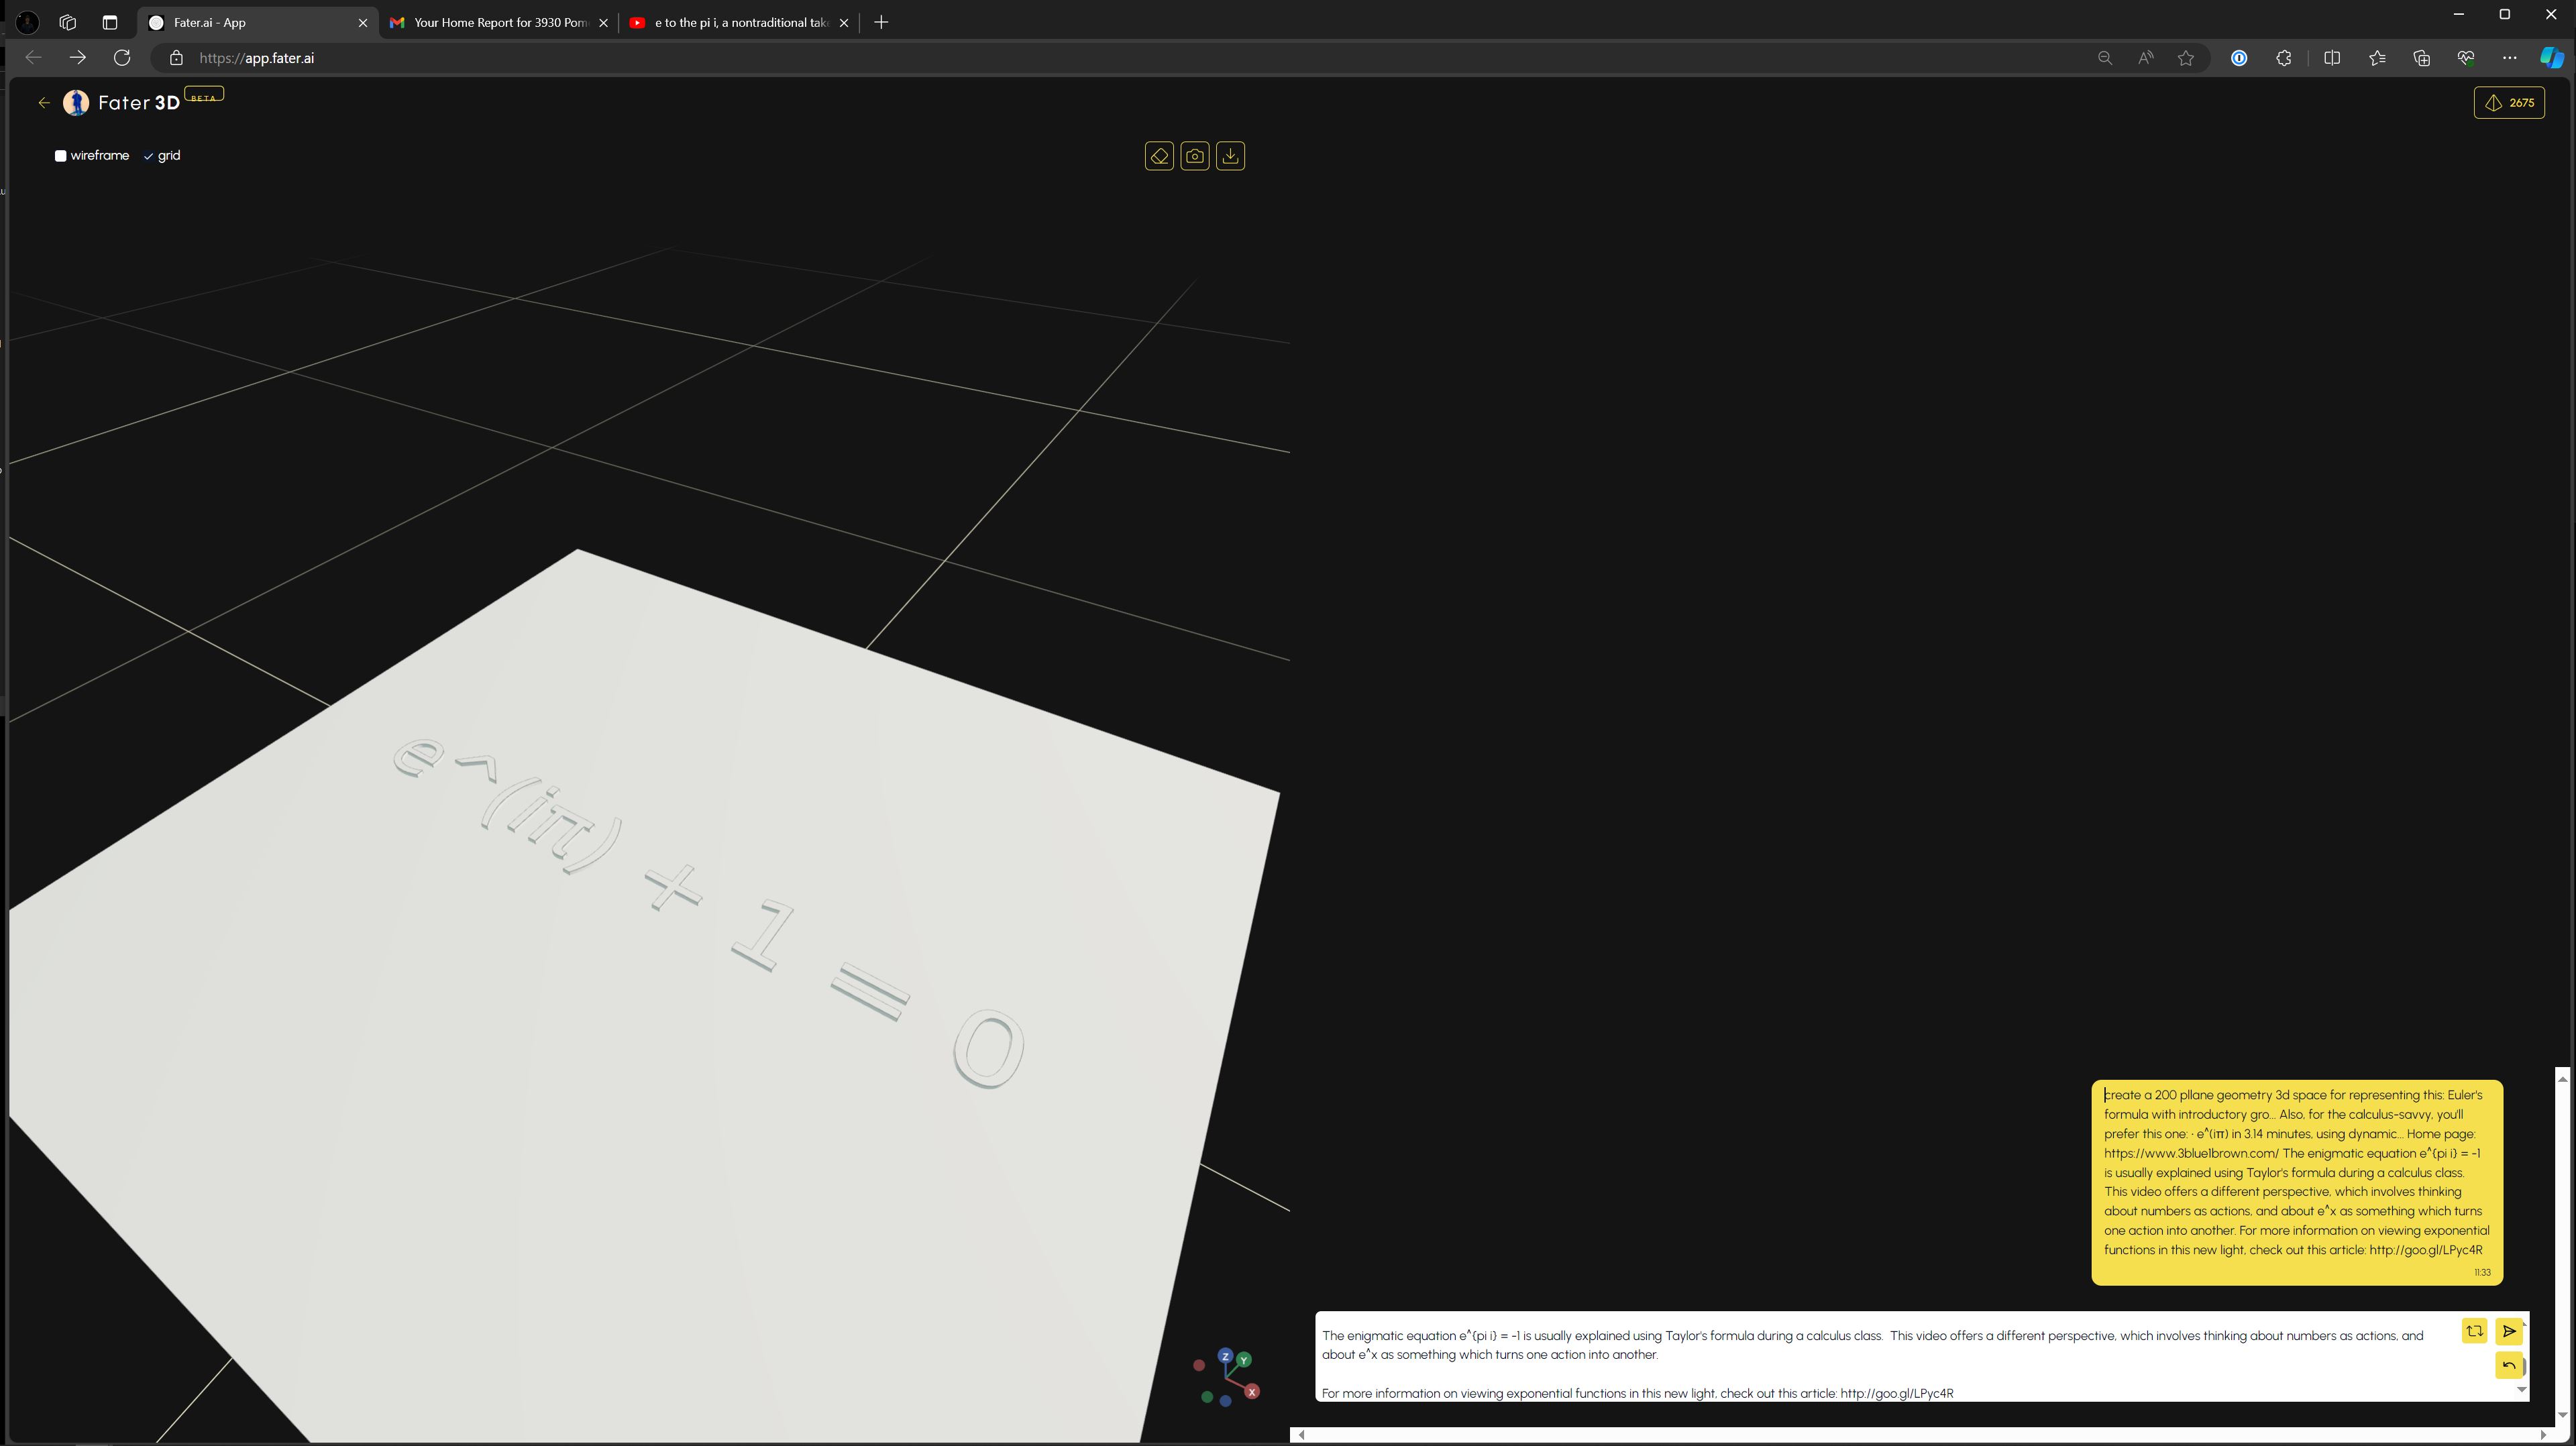 Fater.ai - App
Your Home Report for 3930 Pom
e to the pi i, a nontraditional take
https://app.fater.ai
Fater 3D BETA
2675
wireframe grid
e^(iπ) + 1 = 0
create a 200 pllane geometry 3d space for representing this: Euler's
formula with introductory gro... Also, for the calculus-savvy, you'll
prefer this one: · e^(iπ) in 3.14 minutes, using dynamic... Home page:
https://www.3blue1brown.com/ The enigmatic equation e^{pi i} = -1
is usually explained using Taylor's formula during a calculus class.
This video offers a different perspective, which involves thinking
about numbers as actions, and about e^x as something which turns
one action into another. For more information on viewing exponential
functions in this new light, check out this article: http://goo.gl/LPyc4R
11:33
The enigmatic equation e^{pi i} = -1 is usually explained using Taylor's formula during a calculus class.  This video offers a different perspective, which involves thinking about numbers as actions, and
about e^x as something which turns one action into another.
For more information on viewing exponential functions in this new light, check out this article: http://goo.gl/LPyc4R
Z
Y
X